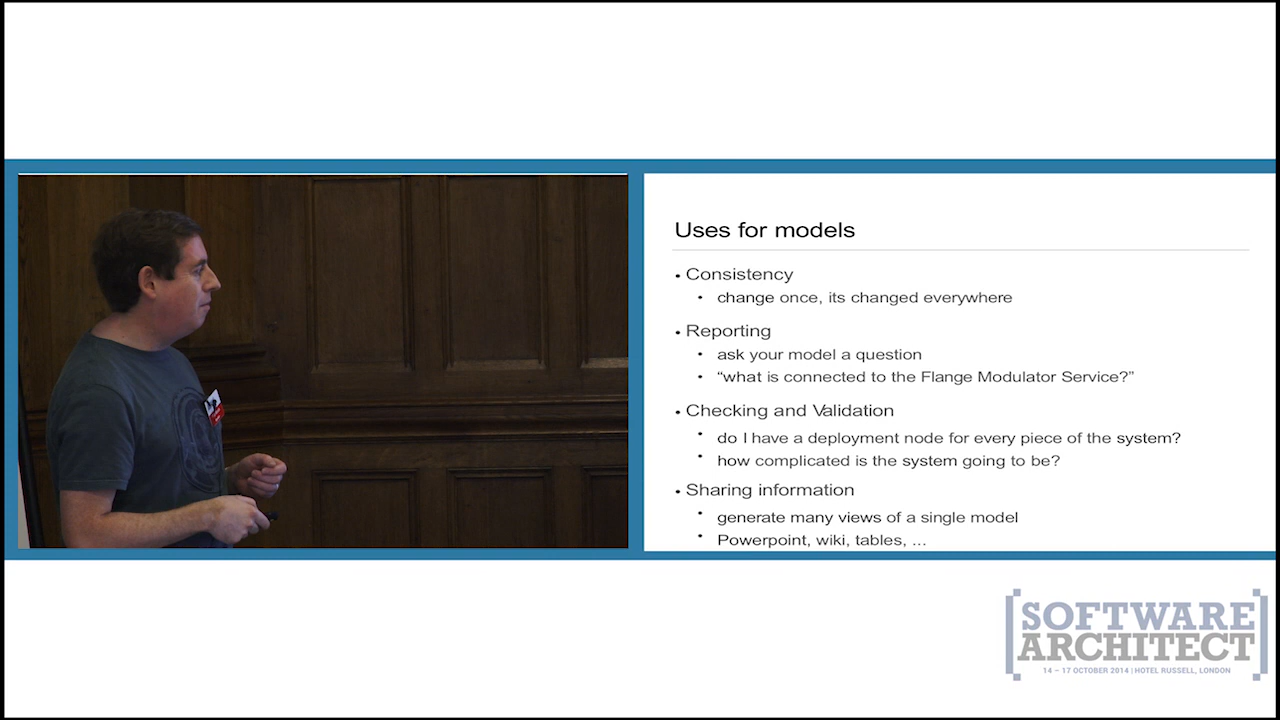 Uses for models
• Consistency
• change once, its changed everywhere
• Reporting
• ask your model a question
• “what is connected to the Flange Modulator Service?”
• Checking and Validation
• do I have a deployment node for every piece of the system?
• how complicated is the system going to be?
• Sharing information
• generate many views of a single model
• Powerpoint, wiki, tables, ...
[SOFTWARE
ARCHITECT]
14 – 17 OCTOBER 2014 | HOTEL RUSSELL, LONDON